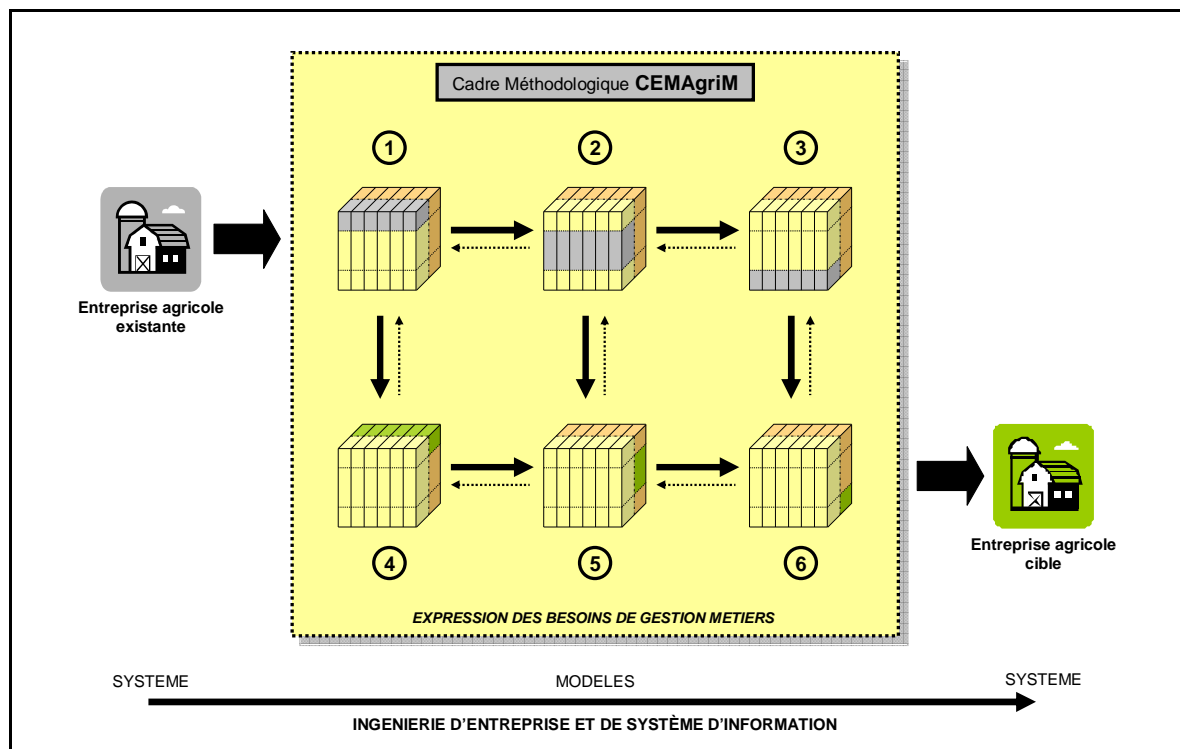 Cadre Méthodologique CEMAgriM
1 2 3
Entreprise agricole
existante
4 5 6
Entreprise agricole
cible
EXPRESSION DES BESOINS DE GESTION METIERS
SYSTEME MODELES SYSTEME
INGENIERIE D'ENTREPRISE ET DE SYSTÈME D'INFORMATION